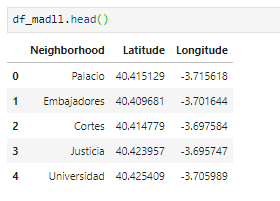 df_madll.head()
Neighborhood Latitude Longitude
0 Palacio 40.415129 -3.715618
1 Embajadores 40.409681 -3.701644
2 Cortes 40.414779 -3.697584
3 Justicia 40.423957 -3.695747
4 Universidad 40.425409 -3.705989